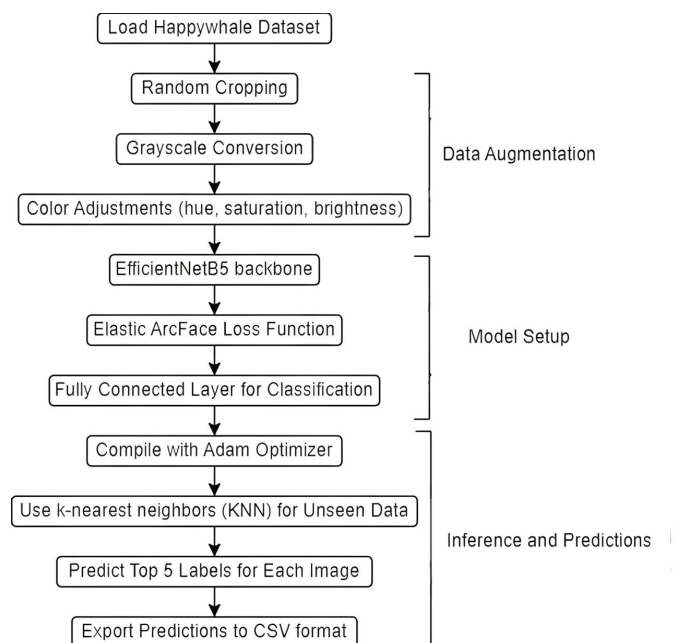 Load Happywhale Dataset
Random Cropping
Grayscale Conversion
Data Augmentation
Color Adjustments (hue, saturation, brightness)
EfficientNetB5 backbone
Elastic ArcFace Loss Function
Model Setup
Fully Connected Layer for Classification
Compile with Adam Optimizer
Use k-nearest neighbors (KNN) for Unseen Data
Inference and Predictions
Predict Top 5 Labels for Each Image
Export Predictions to CSV format